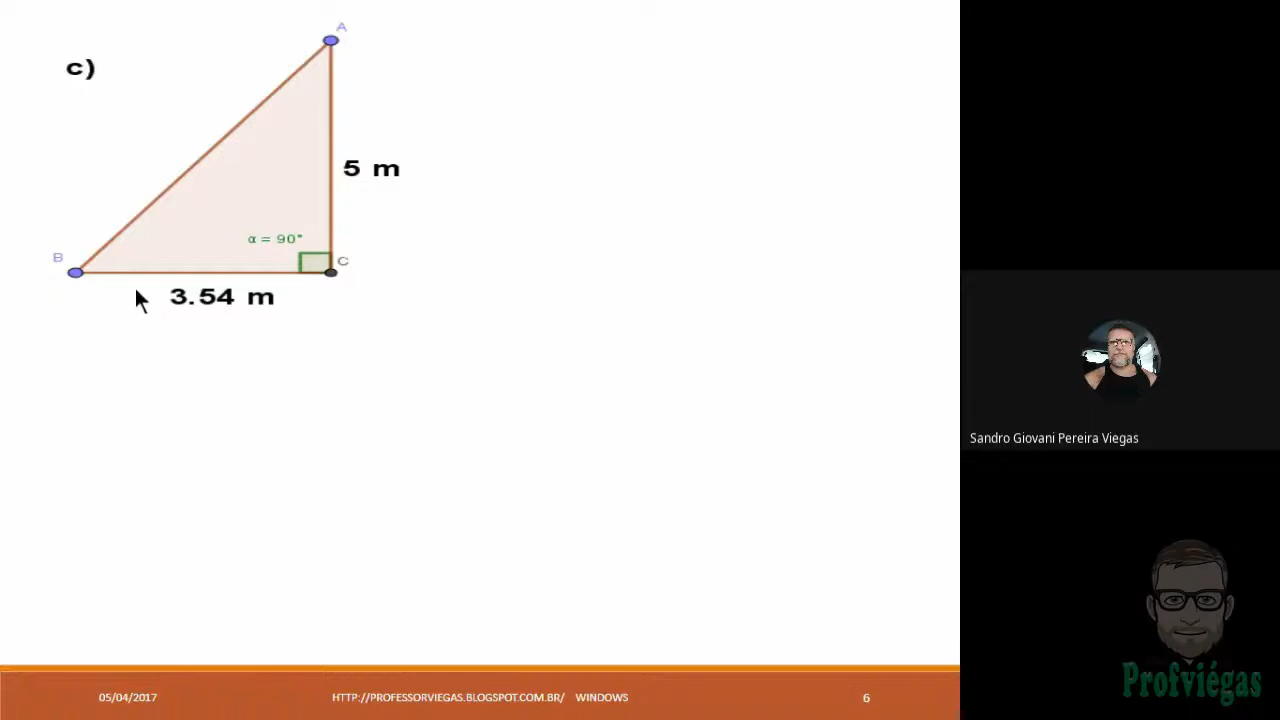 A
c)
5 m
α = 90°
B
C
3.54 m
Sandro Giovani Pereira Viegas
Profviégas
05/04/2017
HTTP://PROFESSORVIEGAS.BLOGSPOT.COM.BR/ WINDOWS
6